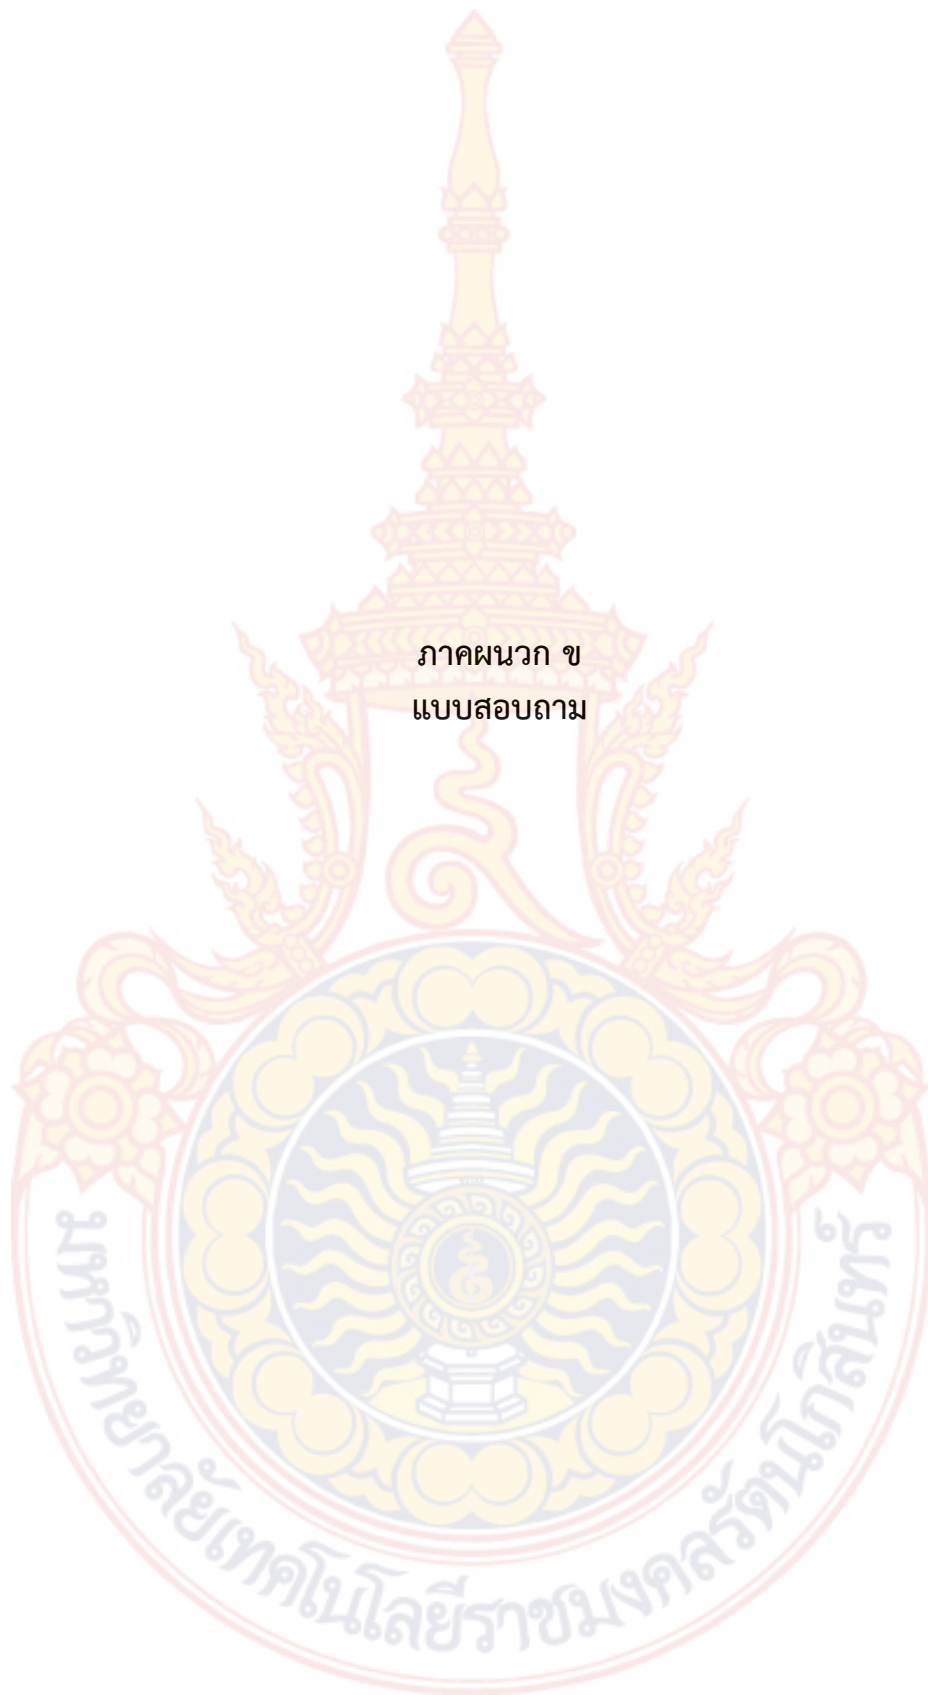 ภาคผนวก ข
แบบสอบถาม
มหาวิทยาลัยเทคโนโลยีราชมงคลรัตนโกสินทร์